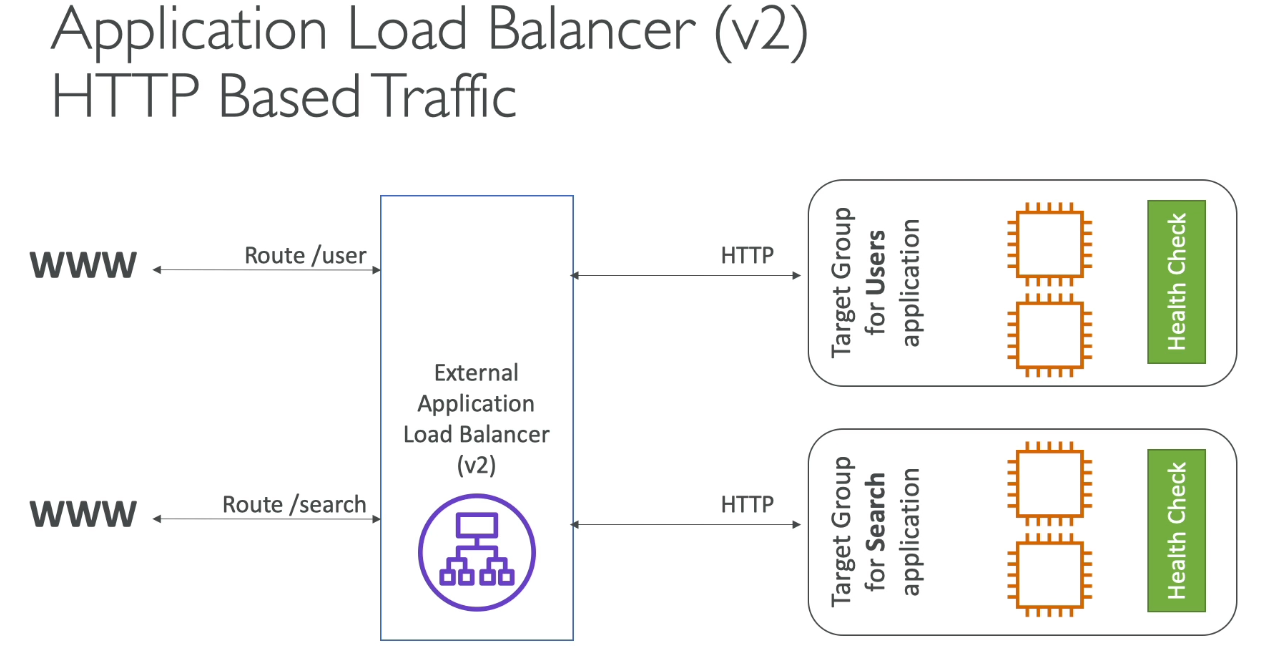 Application Load Balancer (v2)
HTTP Based Traffic
WWW
Route /user
HTTP
Target Group
for Users
application
Health Check
External
Application
Load Balancer
(v2)
WWW
Route /search
HTTP
Target Group
for Search
application
Health Check